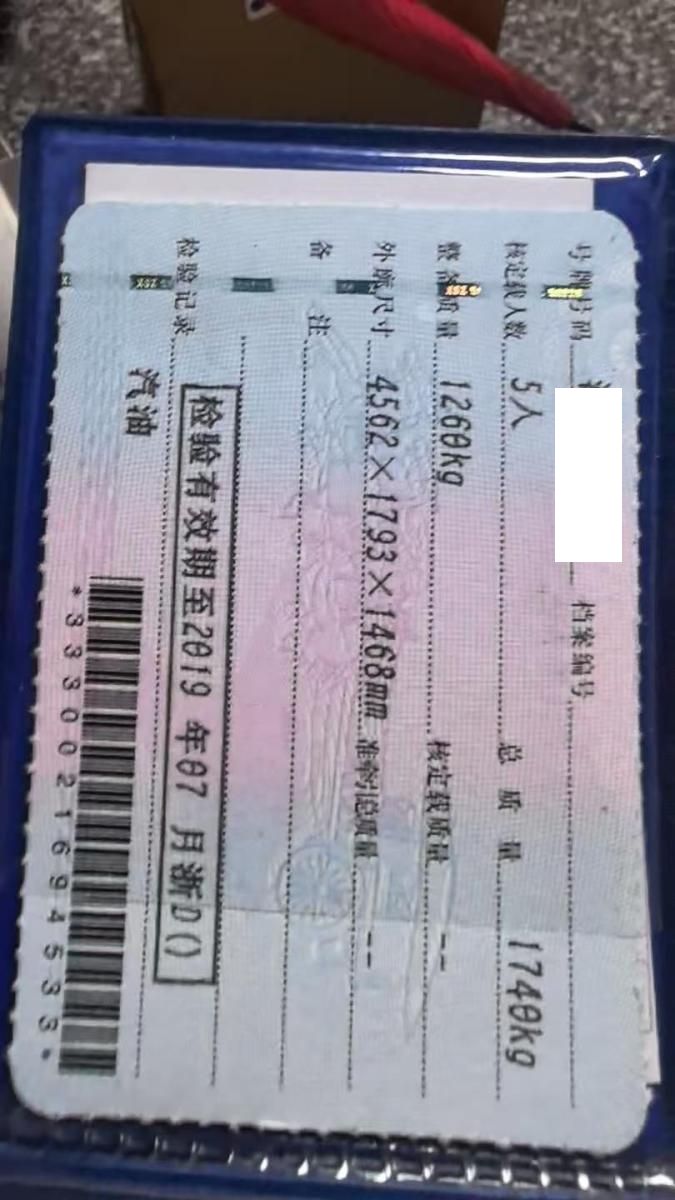 号牌号码 档案编号
核定载人数 5人 总质量 1740kg
整备质量 1260kg 核定载质量 --
外廓尺寸 4562×1793×1468mm 准牵引总质量 --
备注
检验记录 检验有效期至2019年07月浙D()
汽油
*3330021694533*